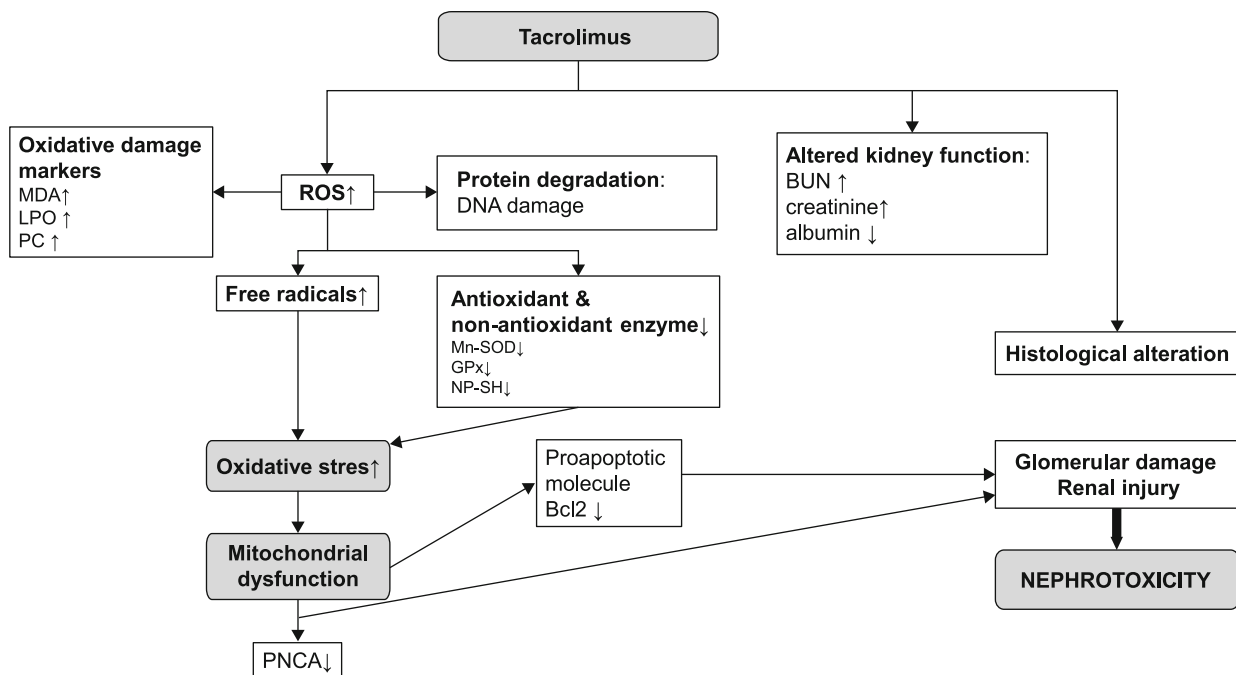 Tacrolimus
Oxidative damage
markers
MDA↑
LPO ↑
PC ↑
ROS↑
Protein degradation:
DNA damage
Altered kidney function:
BUN ↑
creatinine↑
albumin ↓
Free radicals↑
Antioxidant &
non-antioxidant enzyme↓
Mn-SOD↓
GPx↓
NP-SH↓
Histological alteration
Oxidative stres↑
Proapoptotic
molecule
Bcl2 ↓
Glomerular damage
Renal injury
Mitochondrial
dysfunction
NEPHROTOXICITY
PNCA↓